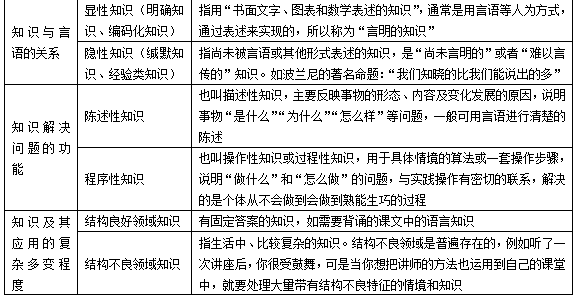 知识与言语的关系
显性知识(明确知识、编码化知识)
指用“书面文字、图表和数学表述的知识”,通常是用言语等人为方式,
通过表述来实现的,所以称为“言明的知识”
隐性知识(缄默知识、经验类知识)
指尚未被言语或其他形式表述的知识,是“尚未言明的”或者“难以言
传的”知识。如波兰尼的著名命题:“我们知晓的比我们能说出的多”
知识解决问题的功能
陈述性知识
也叫描述性知识,主要反映事物的形态、内容及变化发展的原因,说明
事物“是什么”“为什么”“怎么样”等问题,一般可用言语进行清楚的
陈述
程序性知识
也叫操作性知识或过程性知识,用于具体情境的算法或一套操作步骤,
说明“做什么”和“怎么做”的问题,与实践操作有密切的联系,解决
的是个体从不会做到会做到熟能生巧的过程
知识及其应用的复杂多变程度
结构良好领域知识
有固定答案的知识,如需要背诵的课文中的语言知识
结构不良领域知识
指生活中、比较复杂的知识。结构不良领域是普遍存在的,例如听了一
次讲座后,你很受鼓舞,可是当你想把讲师的方法也运用到自己的课堂
中,就要处理大量带有结构不良特征的情境和知识